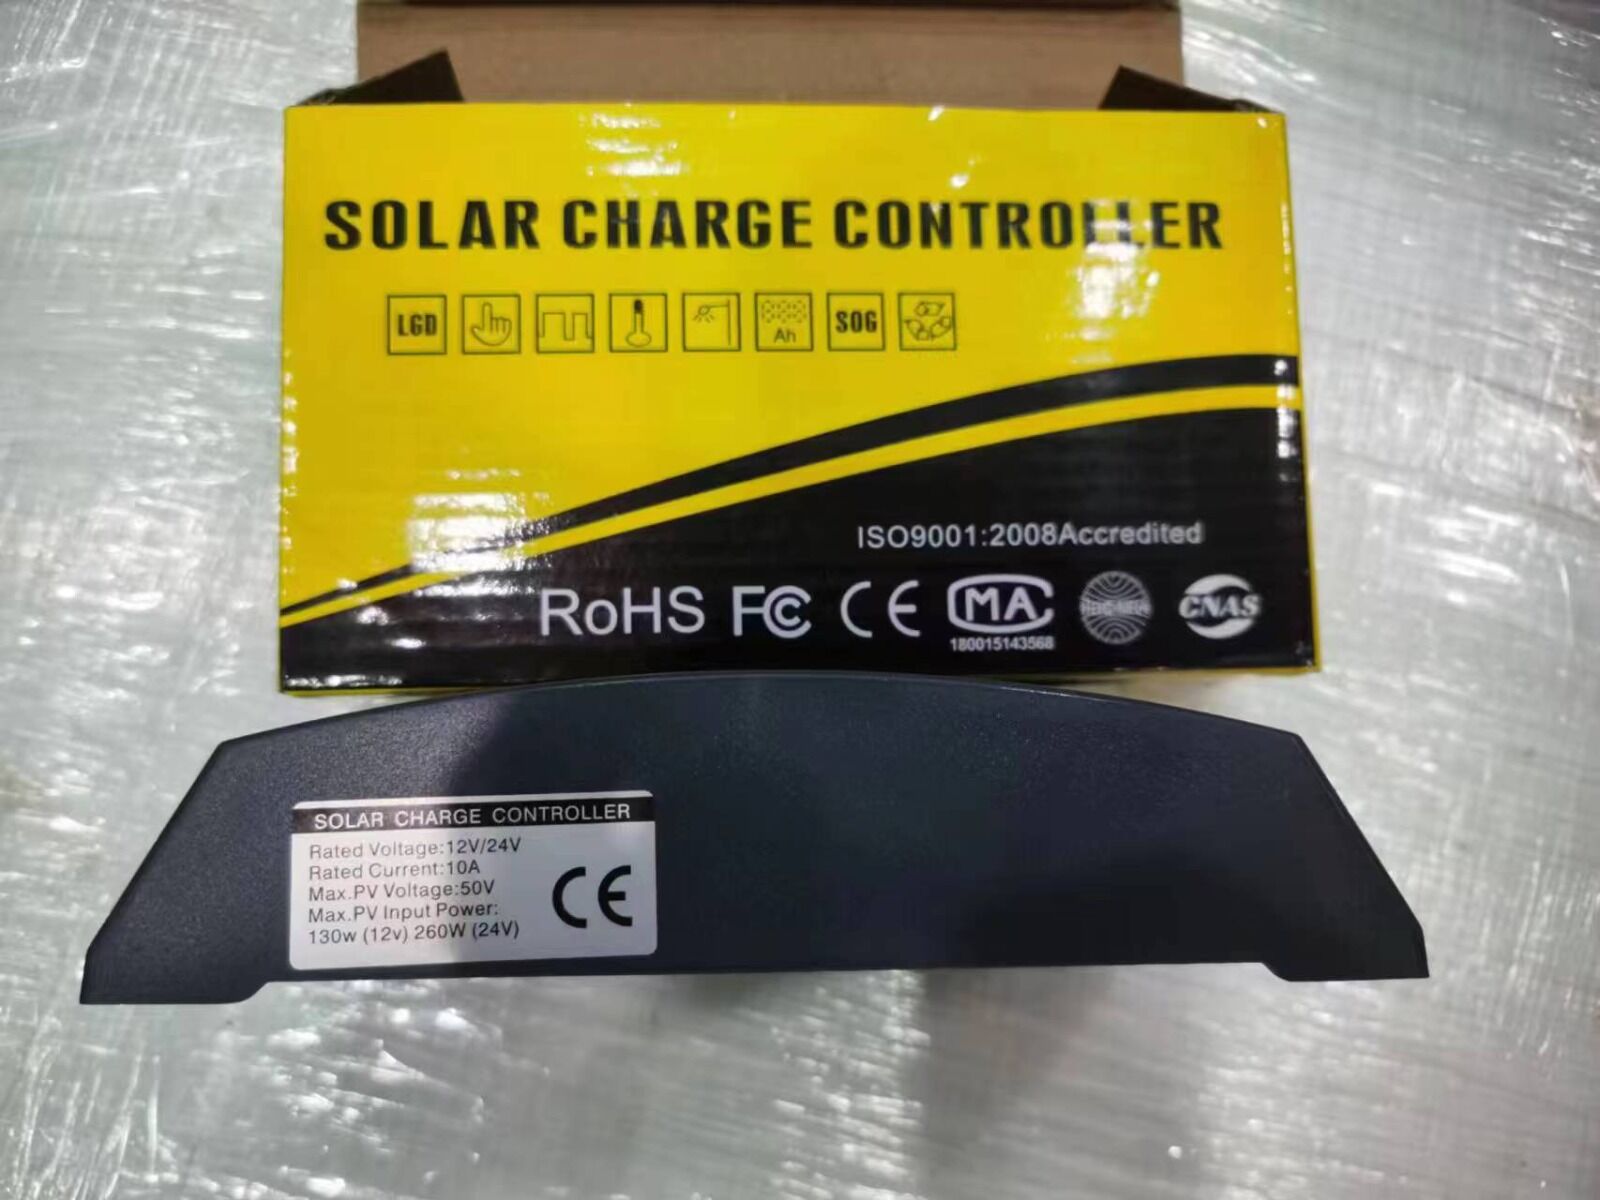 SOLAR CHARGE CONTROLLER
LGD
Ah
SOG
ISO9001:2008Accredited
RoHS FC CE MA CNAS
180015143568
SOLAR CHARGE CONTROLLER
Rated Voltage:12V/24V
Rated Current:10A
Max.PV Voltage:50V
Max.PV Input Power:
130w (12v) 260W (24V)
CE